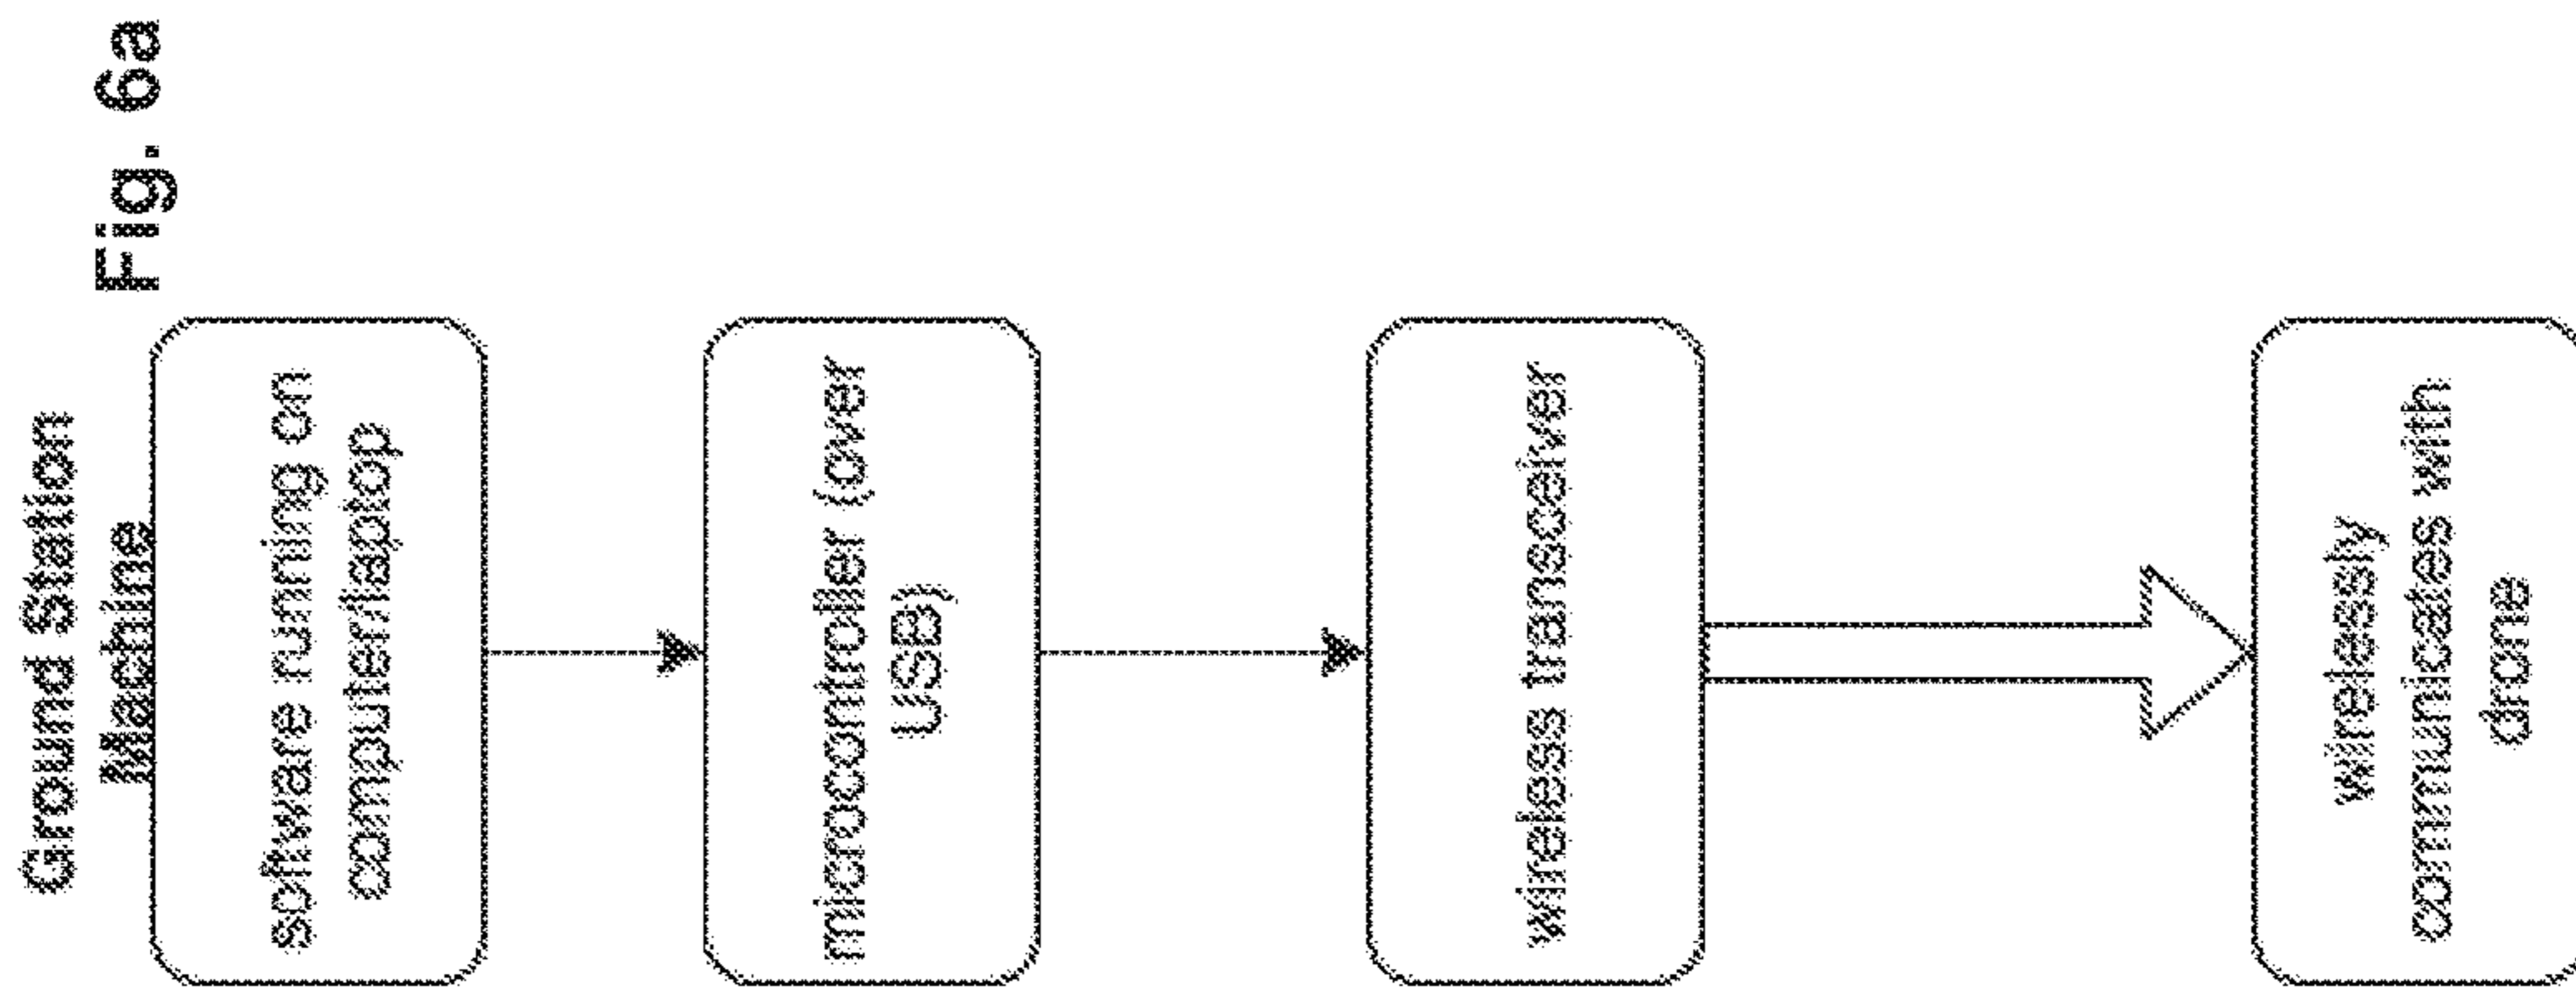 Fig. 6a
Ground Station
Machine
software running on
computer/laptop
microcontroller (over
USB)
wireless transceiver
wirelessly
communicates with
drone